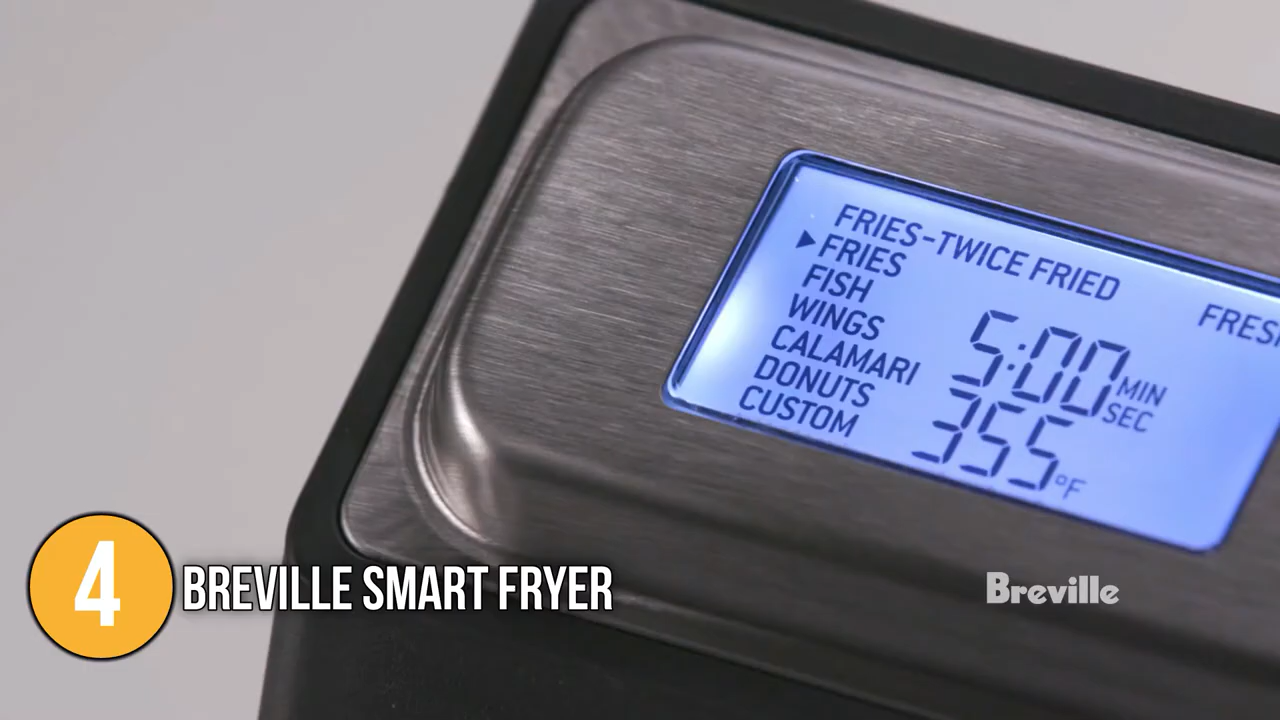 FRIES-TWICE FRIED
FRIES
FISH
WINGS
CALAMARI
DONUTS
CUSTOM
5:00 MIN SEC
355 °F
4
BREVILLE SMART FRYER
Breville